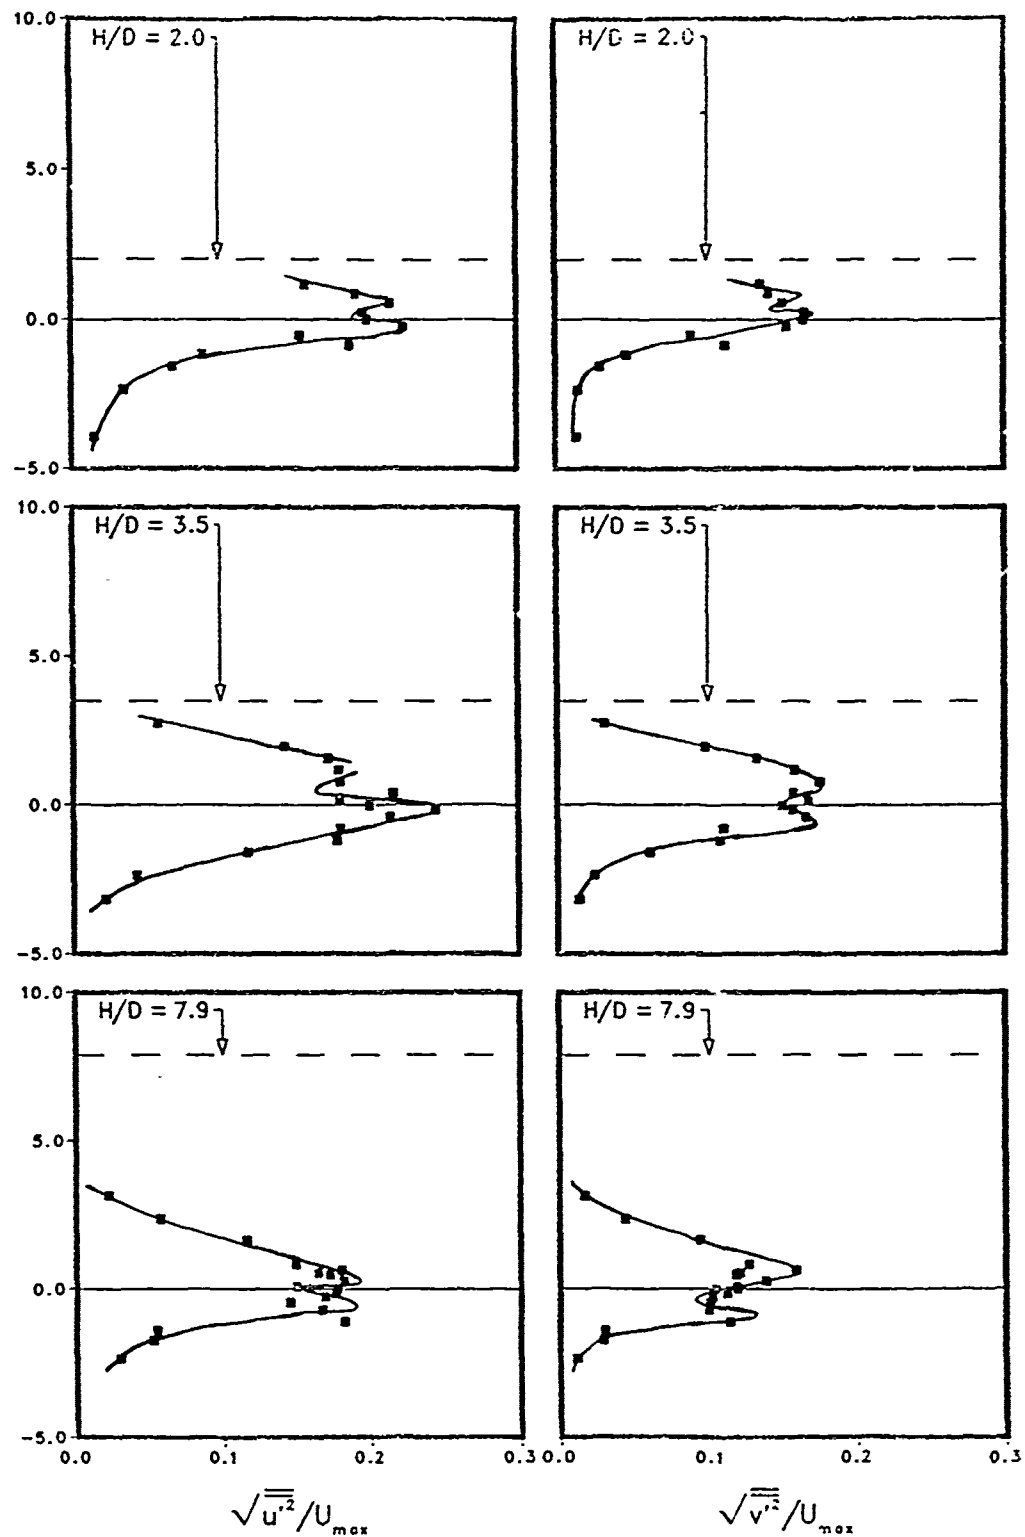 10.0
H/D = 2.0
H/D = 2.0
5.0
0.0
-5.0
10.0
H/D = 3.5
H/D = 3.5
5.0
0.0
-5.0
10.0
H/D = 7.9
H/D = 7.9
5.0
0.0
-5.0
0.0 0.1 0.2 0.3 0.0 0.1 0.2 0.3
√u'²/Umax √v'²/Umax